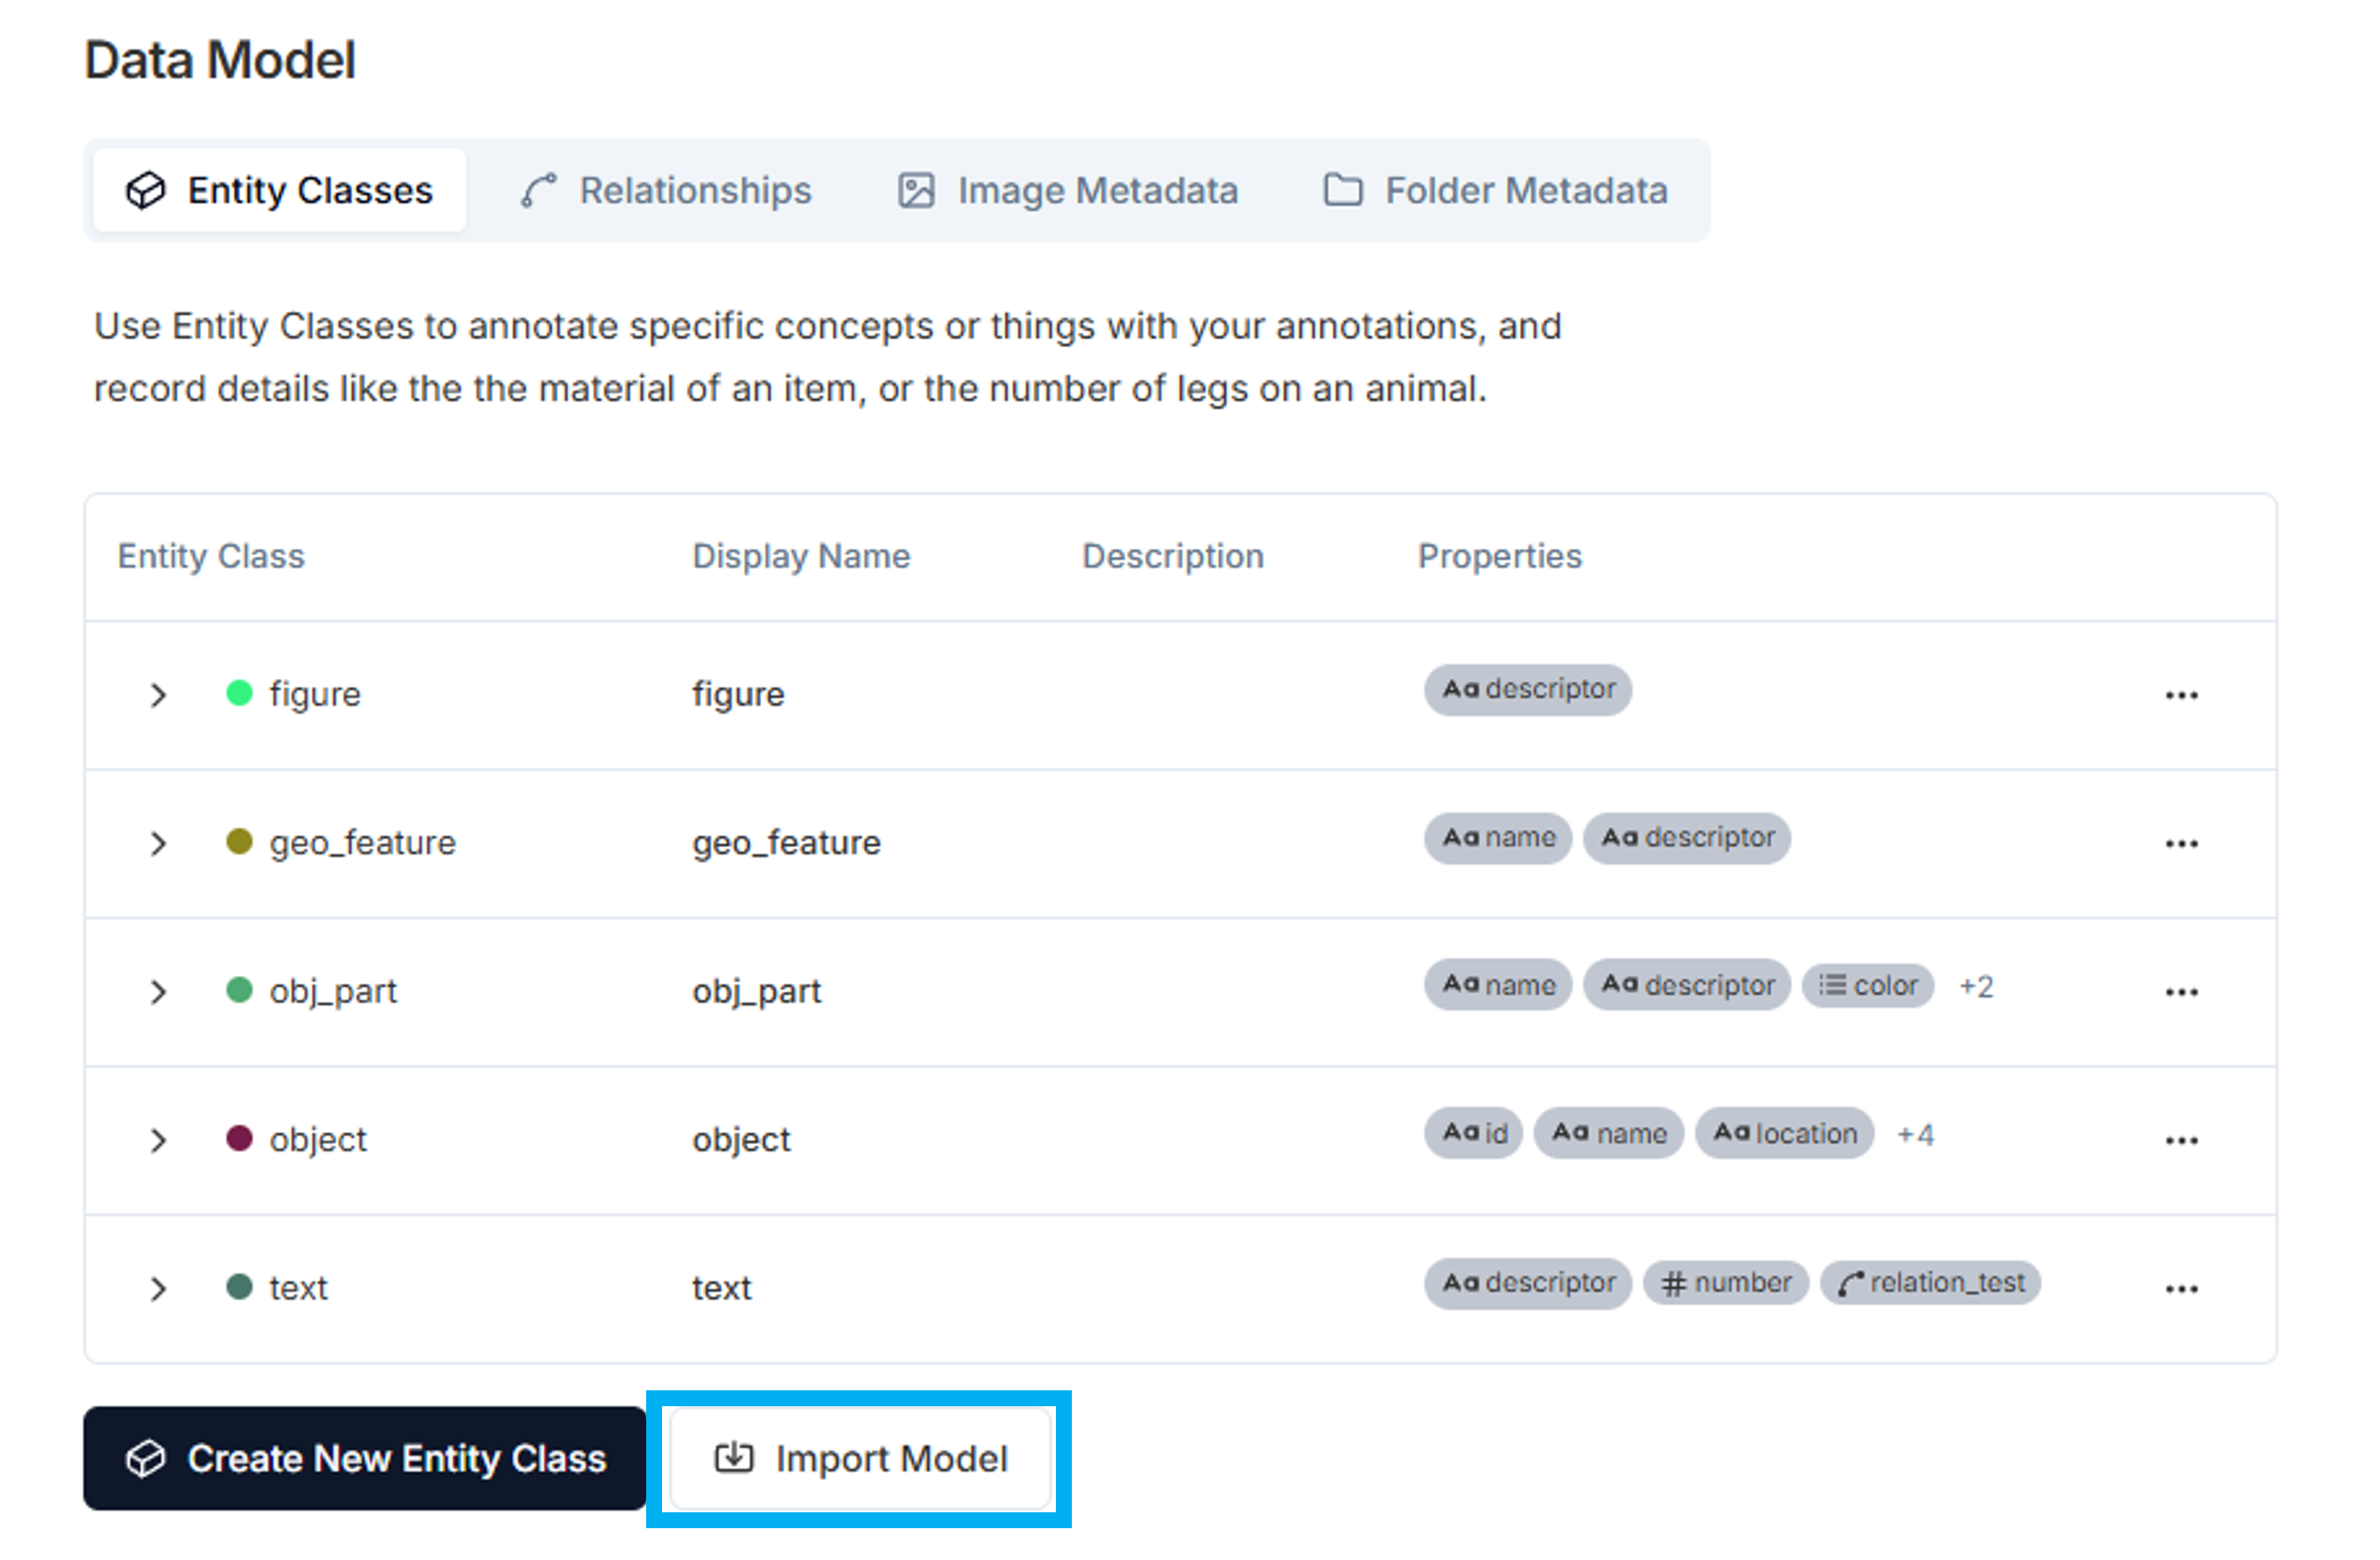 Data Model
Entity Classes Relationships Image Metadata Folder Metadata
Use Entity Classes to annotate specific concepts or things with your annotations, and
record details like the the material of an item, or the number of legs on an animal.
Entity Class Display Name Description Properties
figure figure Aa descriptor
geo_feature geo_feature Aa name Aa descriptor
obj_part obj_part Aa name Aa descriptor color +2
object object Aa id Aa name Aa location +4
text text Aa descriptor # number relation_test
Create New Entity Class Import Model